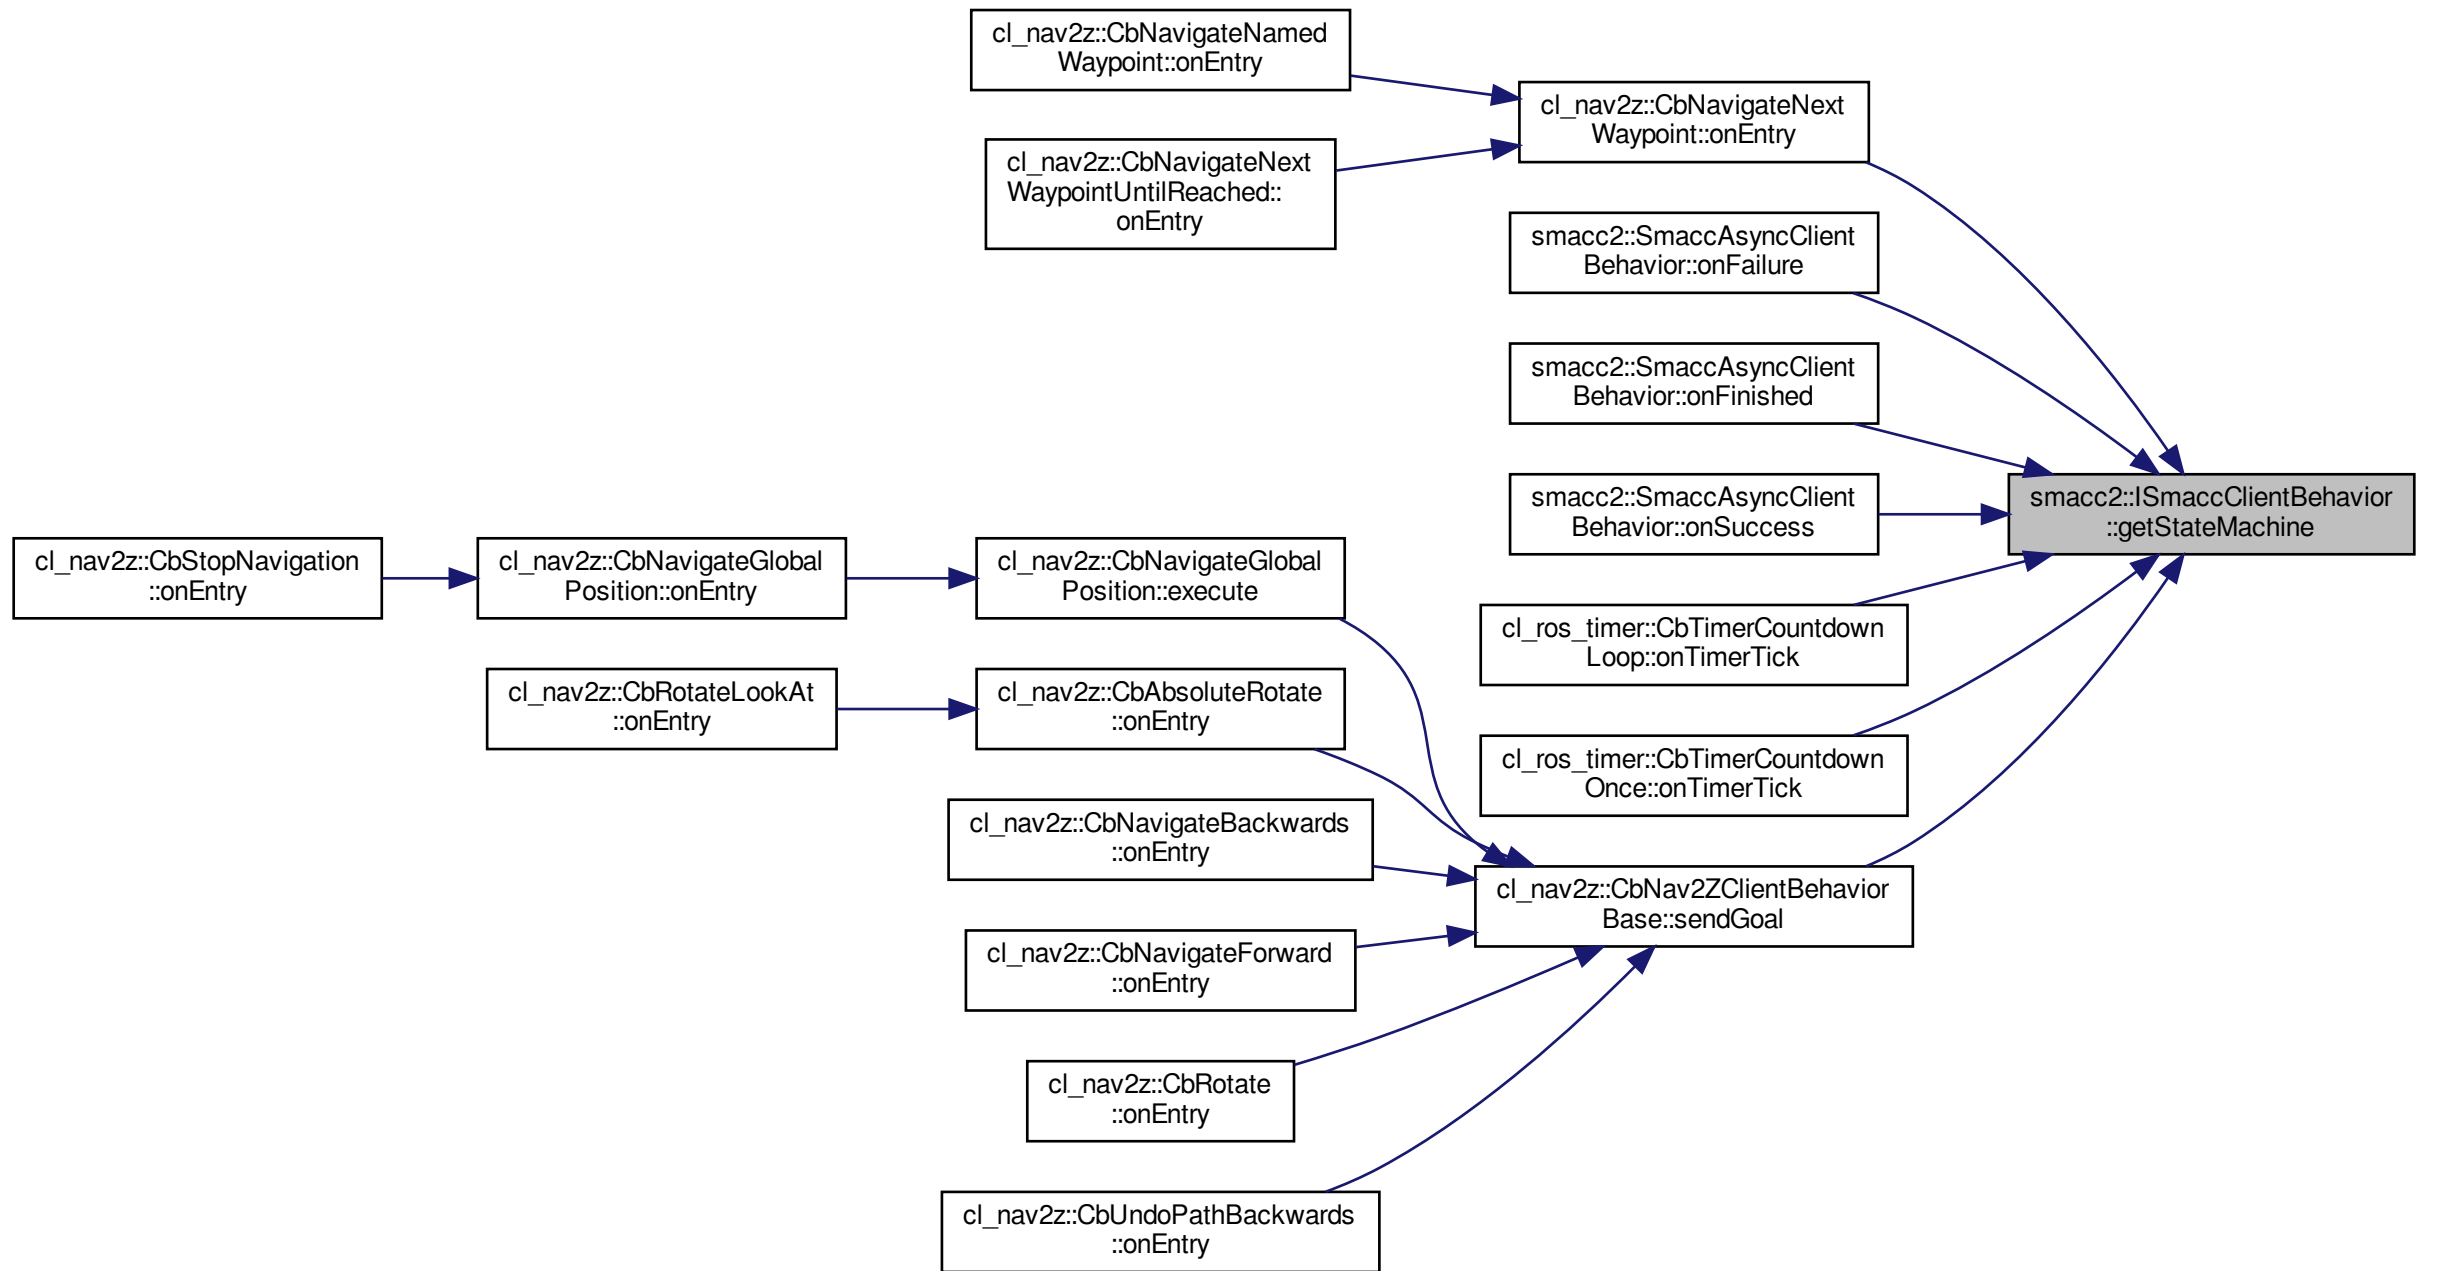 cl_nav2z::CbNavigateNamed
Waypoint::onEntry
cl_nav2z::CbNavigateNext
Waypoint::onEntry
cl_nav2z::CbNavigateNext
WaypointUntilReached::
onEntry
smacc2::SmaccAsyncClient
Behavior::onFailure
smacc2::SmaccAsyncClient
Behavior::onFinished
smacc2::SmaccAsyncClient
Behavior::onSuccess
smacc2::ISmaccClientBehavior
::getStateMachine
cl_nav2z::CbStopNavigation
::onEntry
cl_nav2z::CbNavigateGlobal
Position::onEntry
cl_nav2z::CbNavigateGlobal
Position::execute
cl_ros_timer::CbTimerCountdown
Loop::onTimerTick
cl_nav2z::CbRotateLookAt
::onEntry
cl_nav2z::CbAbsoluteRotate
::onEntry
cl_ros_timer::CbTimerCountdown
Once::onTimerTick
cl_nav2z::CbNavigateBackwards
::onEntry
cl_nav2z::CbNav2ZClientBehavior
Base::sendGoal
cl_nav2z::CbNavigateForward
::onEntry
cl_nav2z::CbRotate
::onEntry
cl_nav2z::CbUndoPathBackwards
::onEntry